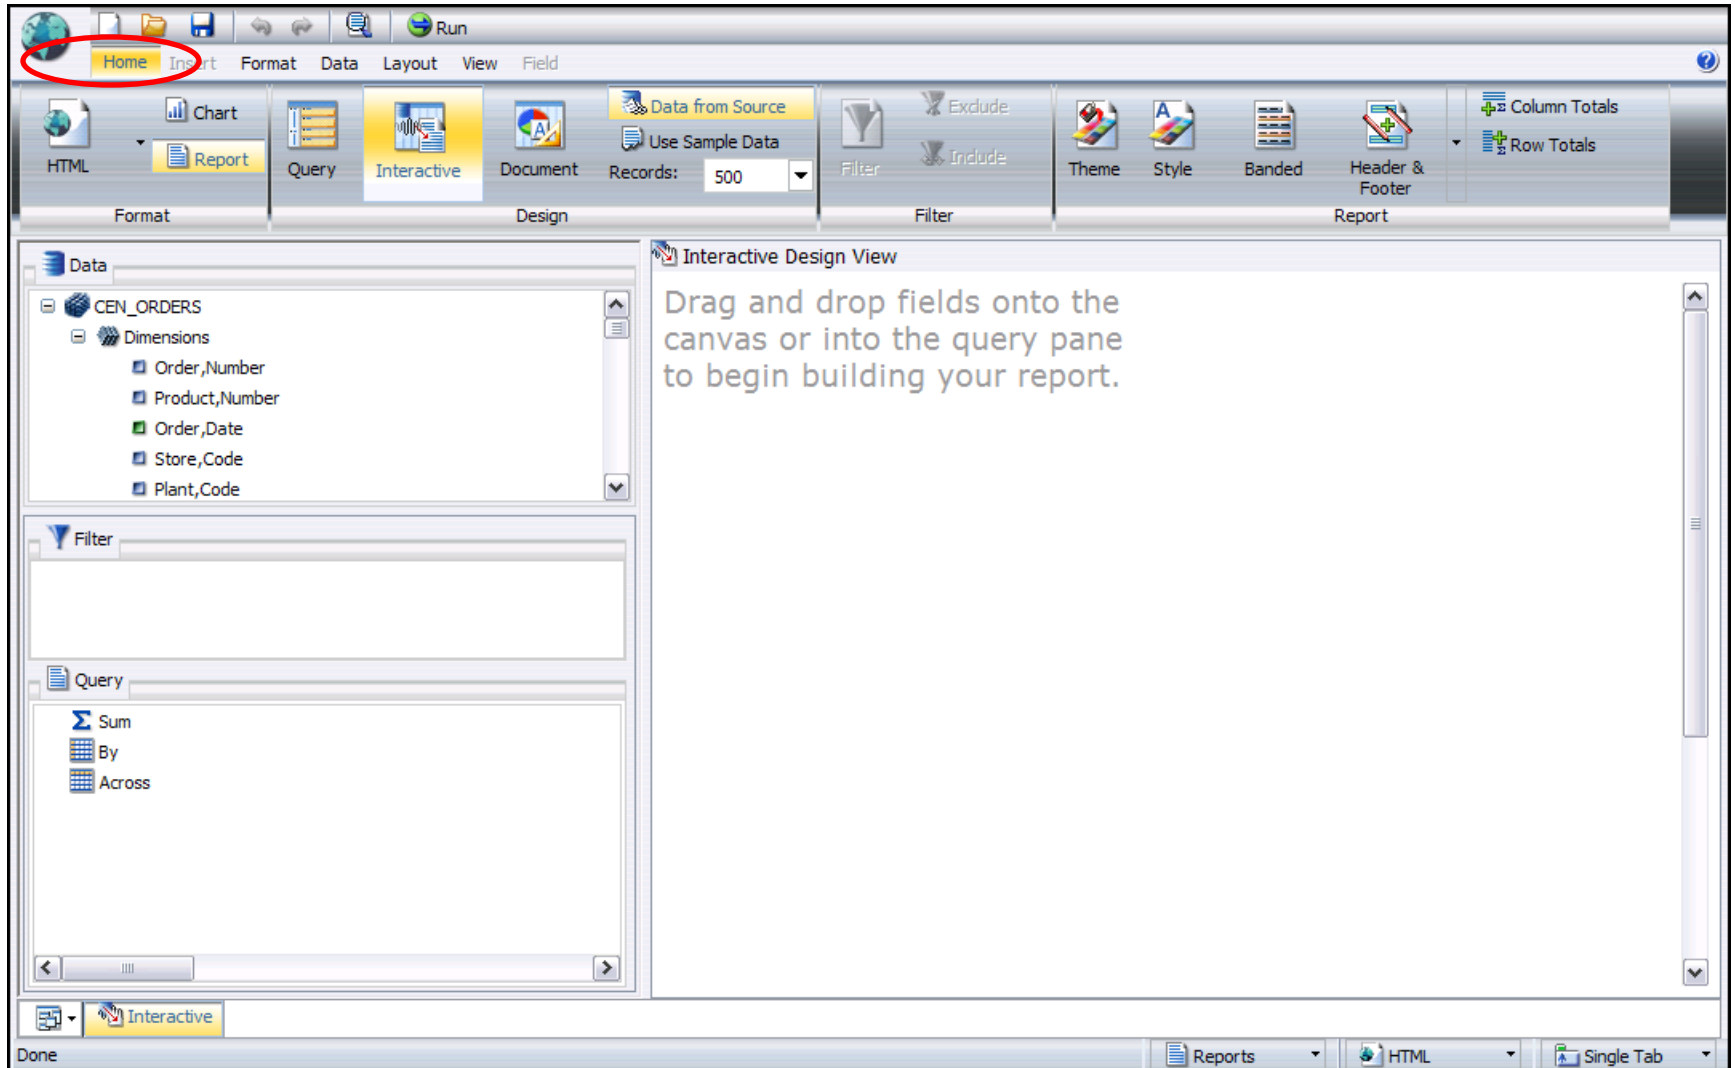 Run
Home Insert Format Data Layout View Field
HTML
Chart
Report
Format
Query
Interactive
Document
Data from Source
Use Sample Data
Records: 500
Design
Filter
Exclude
Include
Filter
Theme
Style
Banded
Header &
Footer
Column Totals
Row Totals
Report
Data
CEN_ORDERS
Dimensions
Order,Number
Product,Number
Order,Date
Store,Code
Plant,Code
Filter
Query
Sum
By
Across
Interactive Design View
Drag and drop fields onto the
canvas or into the query pane
to begin building your report.
Interactive
Done
Reports
HTML
Single Tab